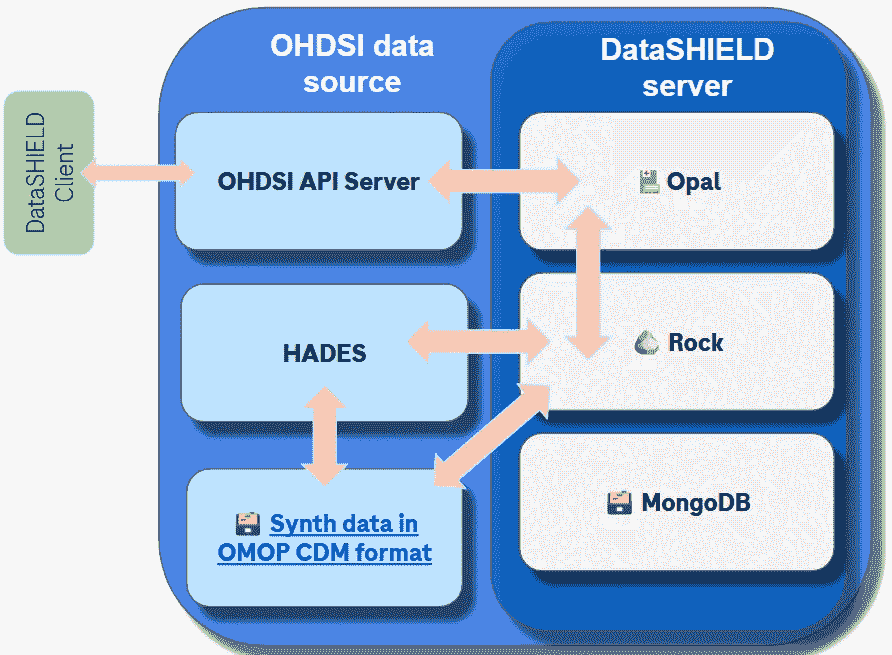 OHDSI data
source
DataSHIELD
server
DataSHIELD
Client
OHDSI API Server
Opal
HADES
Rock
Synth data in
OMOP CDM format
MongoDB